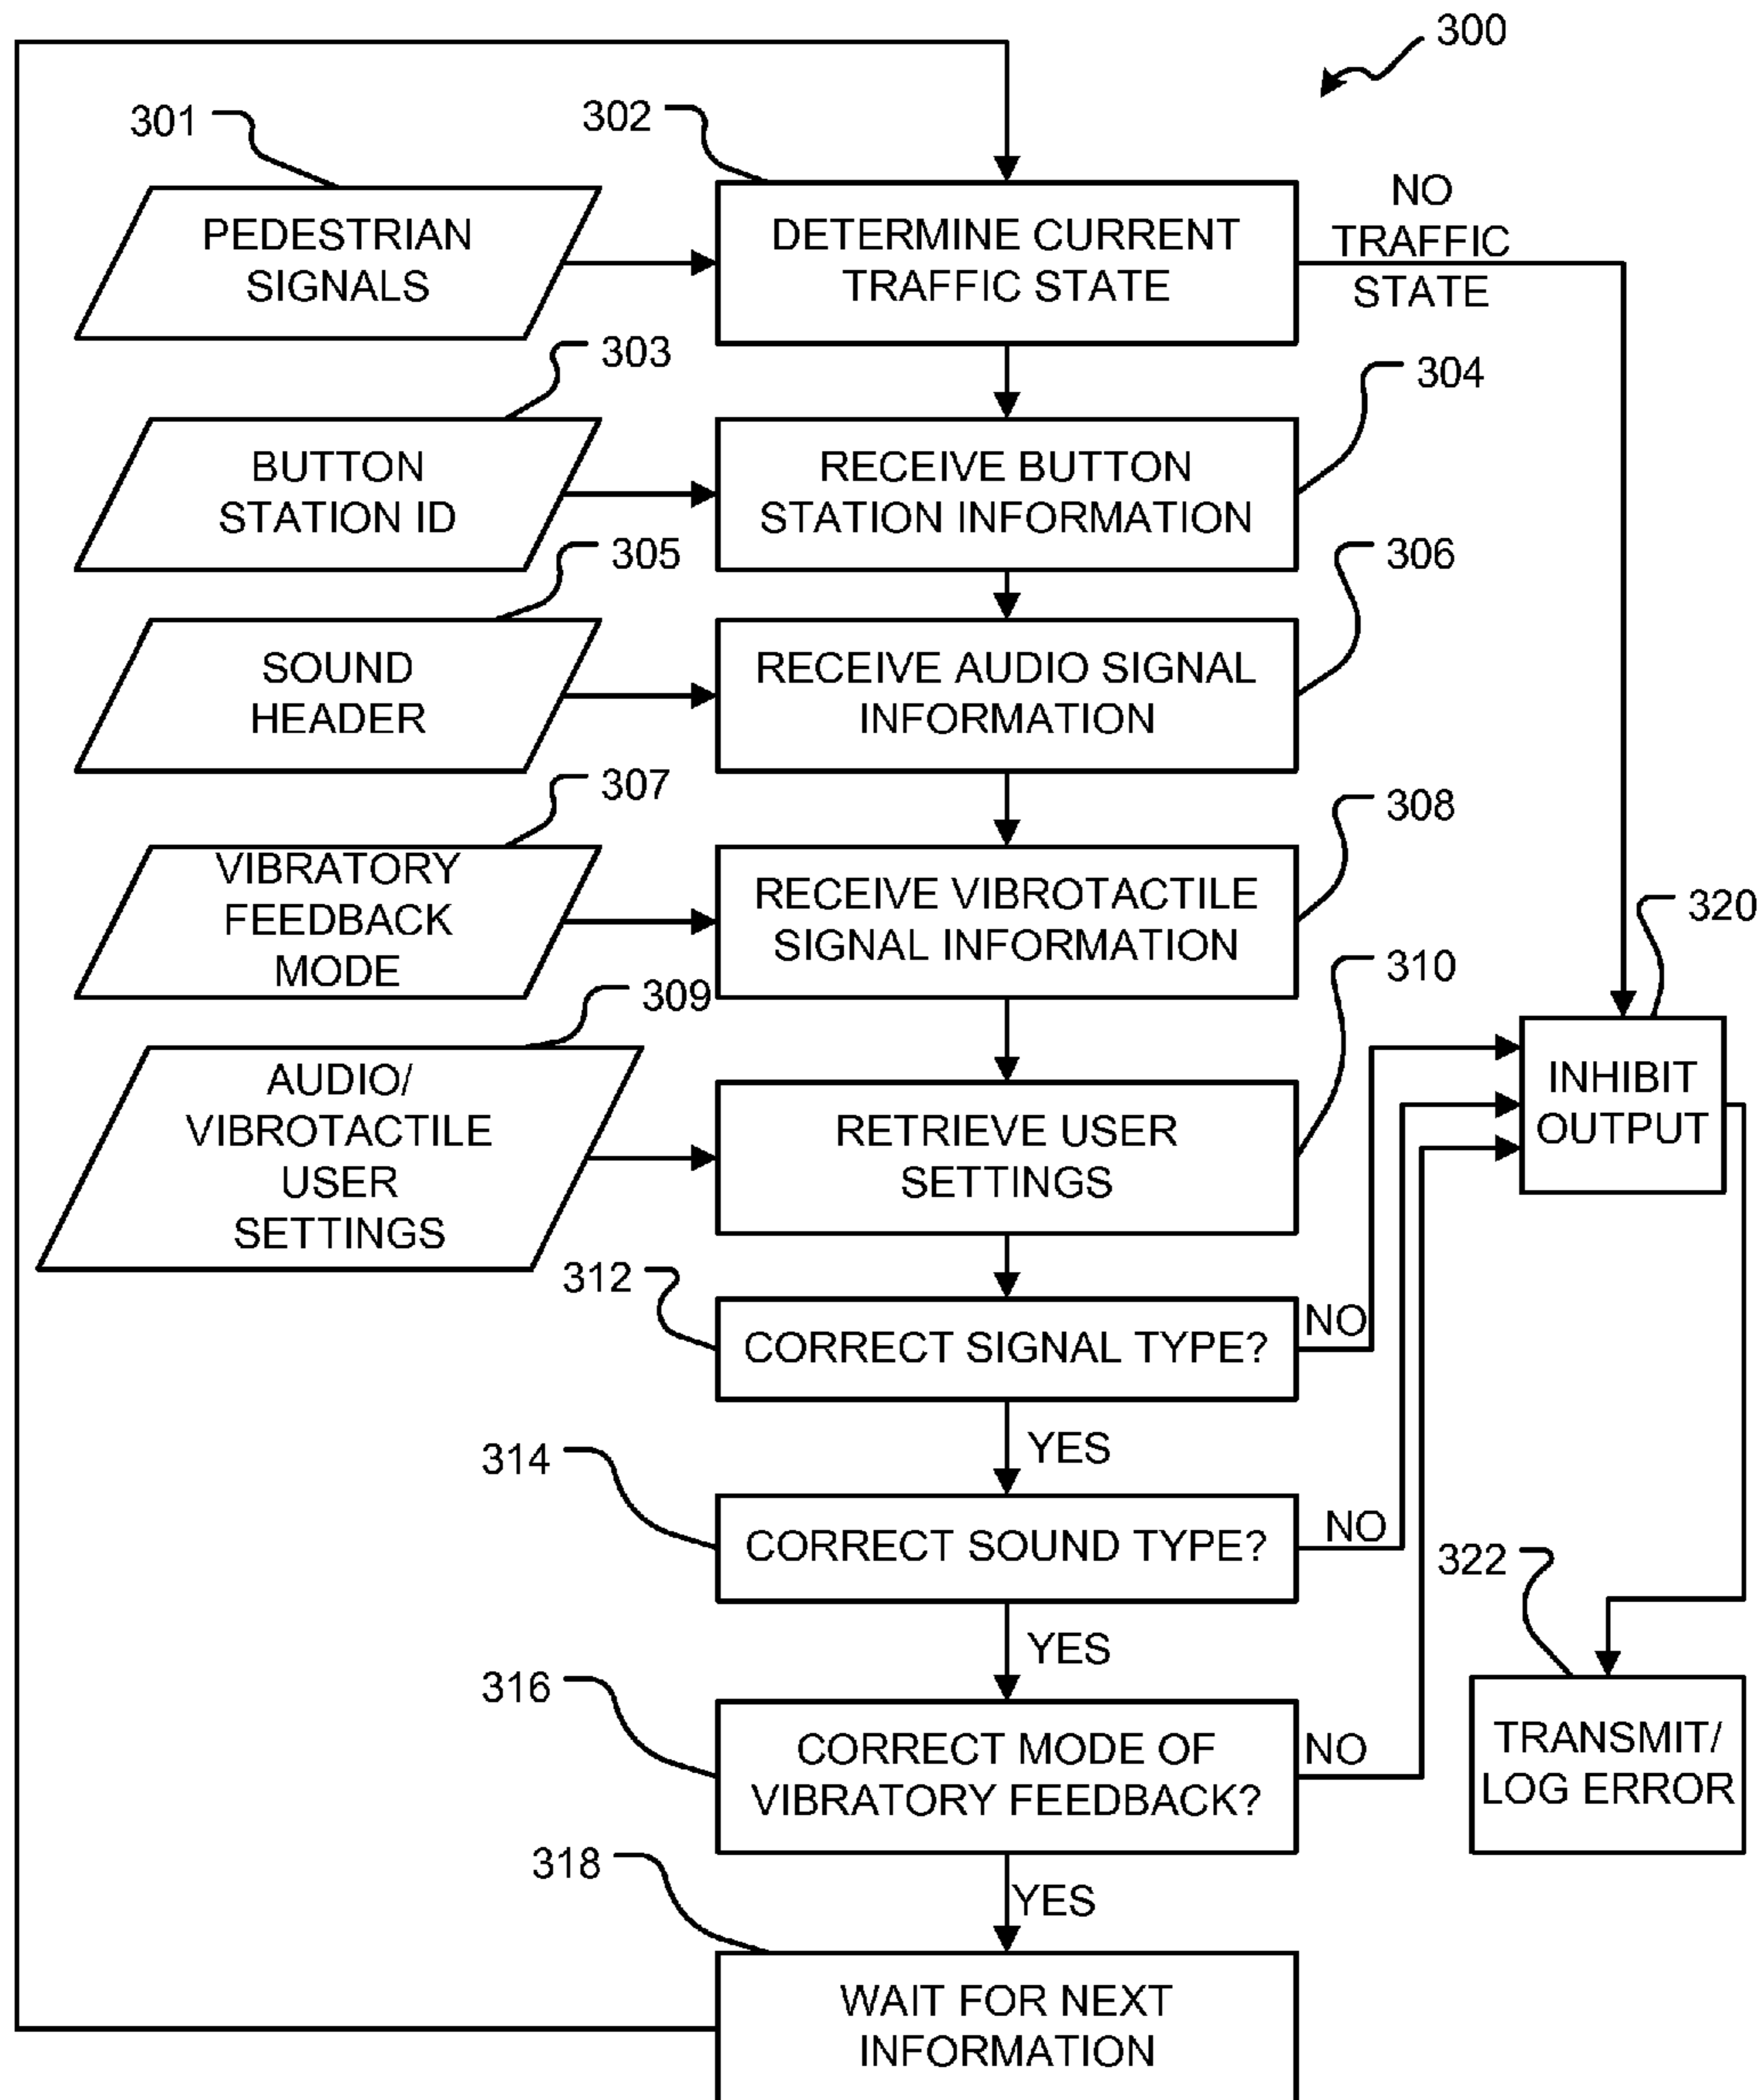 300
301
302
PEDESTRIAN
SIGNALS
DETERMINE CURRENT
TRAFFIC STATE
NO
TRAFFIC
STATE
303
304
BUTTON
STATION ID
RECEIVE BUTTON
STATION INFORMATION
305
306
SOUND
HEADER
RECEIVE AUDIO SIGNAL
INFORMATION
307
308
VIBRATORY
FEEDBACK
MODE
RECEIVE VIBROTACTILE
SIGNAL INFORMATION
320
309
310
AUDIO/
VIBROTACTILE
USER
SETTINGS
RETRIEVE USER
SETTINGS
INHIBIT
OUTPUT
312
CORRECT SIGNAL TYPE?
NO
YES
314
CORRECT SOUND TYPE?
NO
322
YES
316
CORRECT MODE OF
VIBRATORY FEEDBACK?
NO
TRANSMIT/
LOG ERROR
318
YES
WAIT FOR NEXT
INFORMATION